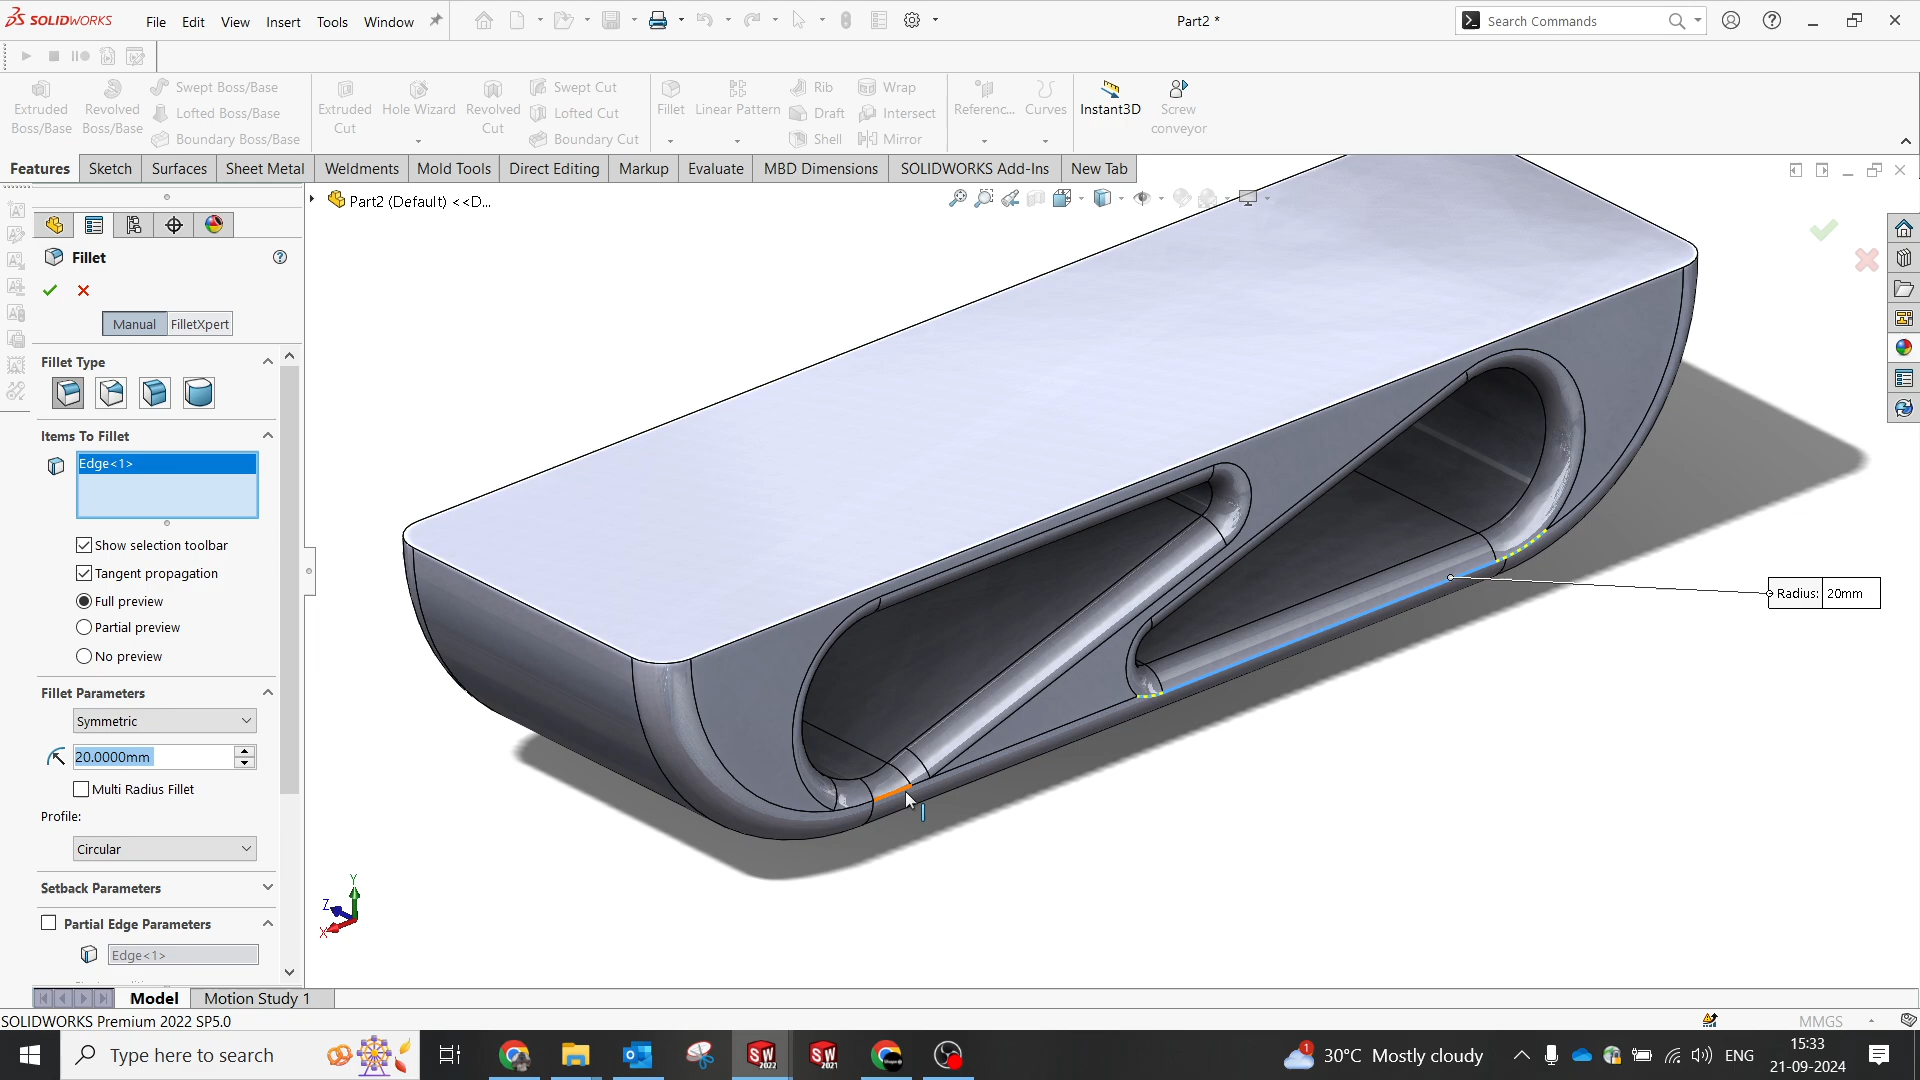 SOLIDWORKS File Edit View Insert Tools Window Part2 * Search Commands
Extruded Boss/Base Revolved Boss/Base Swept Boss/Base Lofted Boss/Base Boundary Boss/Base
Extruded Cut Hole Wizard Revolved Cut Swept Cut Lofted Cut Boundary Cut
Fillet Linear Pattern Rib Draft Shell Wrap Intersect Mirror
Referenc... Curves Instant3D Screw conveyor
Features Sketch Surfaces Sheet Metal Weldments Mold Tools Direct Editing Markup Evaluate MBD Dimensions SOLIDWORKS Add-Ins New Tab
Part2 (Default) <<D...
Fillet
Manual FilletXpert
Fillet Type
Items To Fillet
Edge<1>
Show selection toolbar
Tangent propagation
Full preview
Partial preview
No preview
Fillet Parameters
Symmetric
20.0000mm
Multi Radius Fillet
Profile:
Circular
Setback Parameters
Partial Edge Parameters
Edge<1>
Radius: 20mm
Y
Z
X
Model Motion Study 1
SOLIDWORKS Premium 2022 SP5.0 MMGS
Type here to search
SW 2022
SW 2021
1
30°C Mostly cloudy
ENG
15:33
21-09-2024